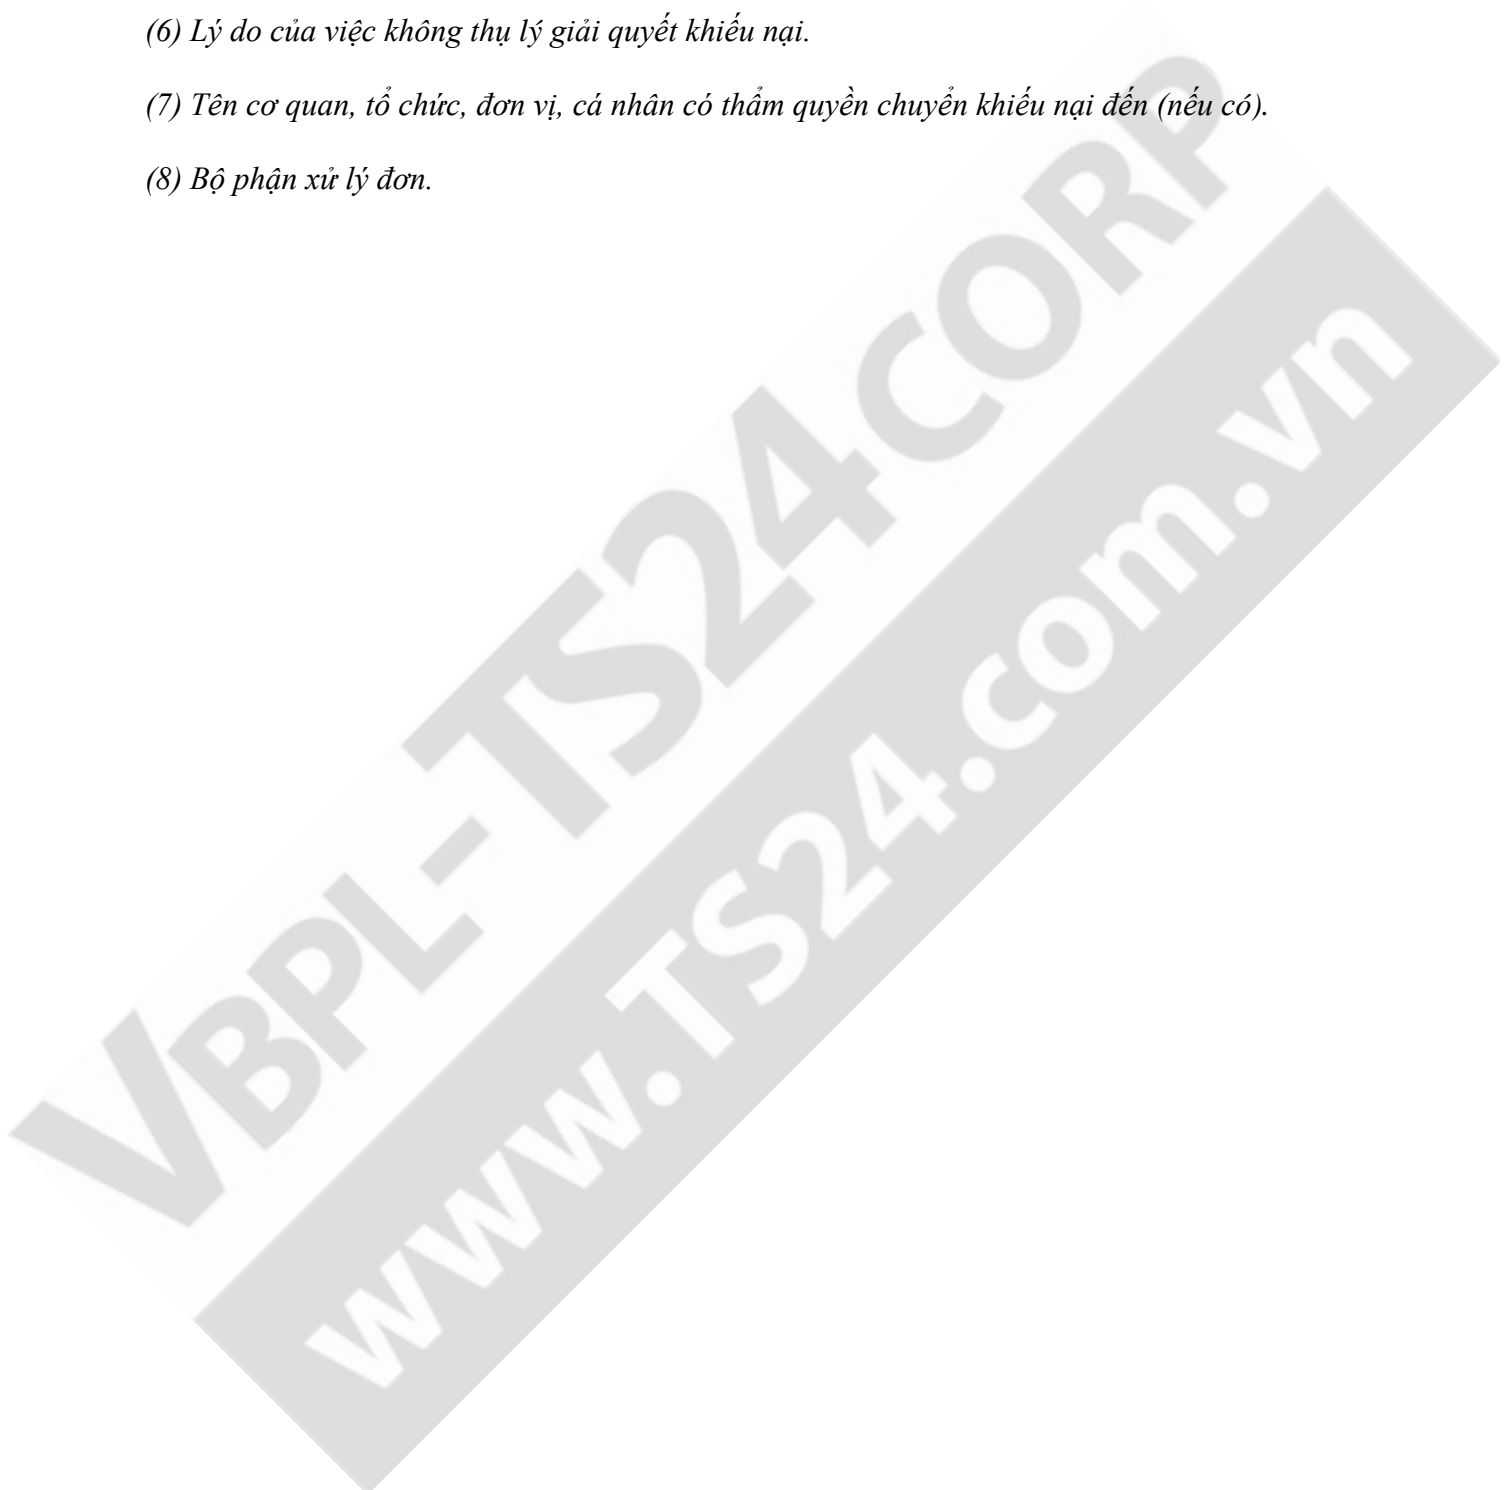 (6) Lý do của việc không thụ lý giải quyết khiếu nại.
(7) Tên cơ quan, tổ chức, đơn vị, cá nhân có thẩm quyền chuyển khiếu nại đến (nếu có).
(8) Bộ phận xử lý đơn.
VBPL-TS24CORP
www.TS24.com.vn